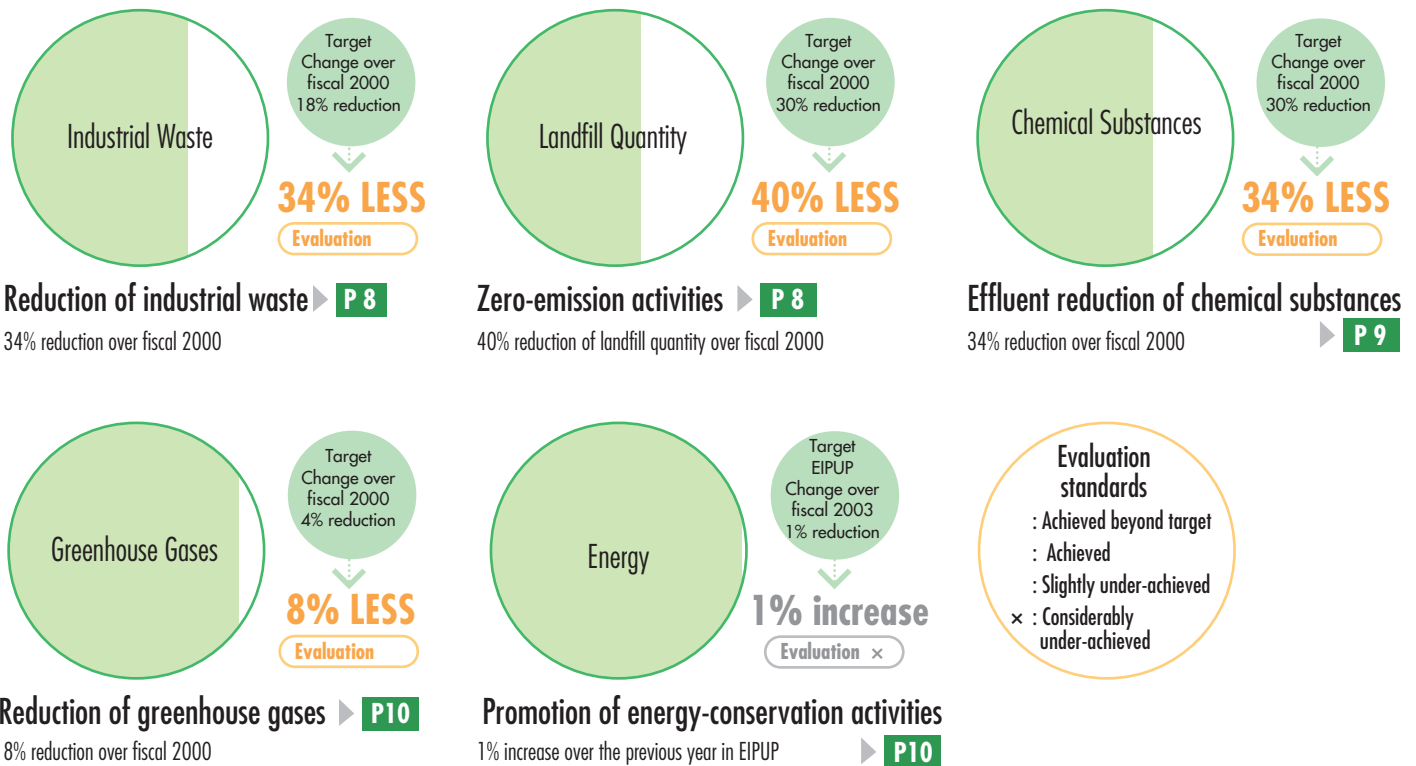 Industrial Waste
Target
Change over
fiscal 2000
18% reduction
34% LESS
Evaluation
Reduction of industrial waste P 8
34% reduction over fiscal 2000
Landfill Quantity
Target
Change over
fiscal 2000
30% reduction
40% LESS
Evaluation
Zero-emission activities P 8
40% reduction of landfill quantity over fiscal 2000
Chemical Substances
Target
Change over
fiscal 2000
30% reduction
34% LESS
Evaluation
Effluent reduction of chemical substances
P 9
34% reduction over fiscal 2000
Greenhouse Gases
Target
Change over
fiscal 2000
4% reduction
8% LESS
Evaluation
Reduction of greenhouse gases P10
8% reduction over fiscal 2000
Energy
Target
EIPUP
Change over
fiscal 2003
1% reduction
1% increase
Evaluation ×
Promotion of energy-conservation activities
1% increase over the previous year in EIPUP P10
Evaluation
standards
: Achieved beyond target
: Achieved
: Slightly under-achieved
× : Considerably
under-achieved